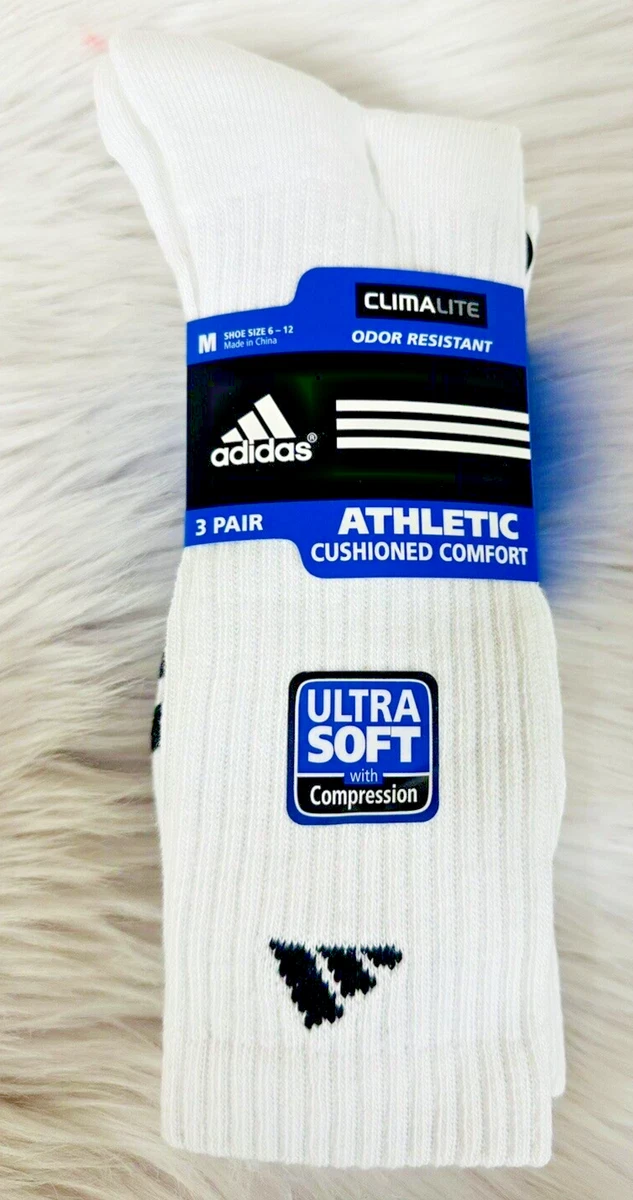 CLIMALITE
ODOR RESISTANT
M SHOE SIZE 6 – 12
Made in China
adidas®
3 PAIR
ATHLETIC
CUSHIONED COMFORT
ULTRA
SOFT
with
Compression